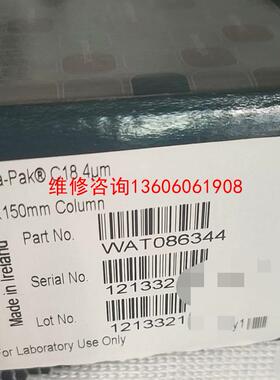 a-Pak® C18 4µm
维修咨询13606061908
150mm Column
Part No. WAT086344
Serial No. 121332
Lot No. 1213321
y1
Made in Ireland
For Laboratory Use Only